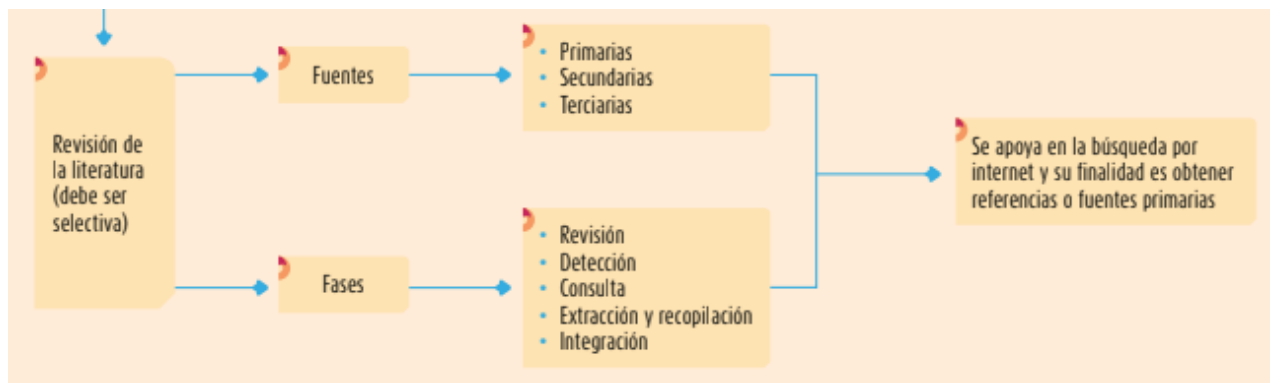 Revisión de
la literatura
(debe ser
selectiva)
Fuentes
• Primarias
• Secundarias
• Terciarias
Fases
• Revisión
• Detección
• Consulta
• Extracción y recopilación
• Integración
Se apoya en la búsqueda por
internet y su finalidad es obtener
referencias o fuentes primarias